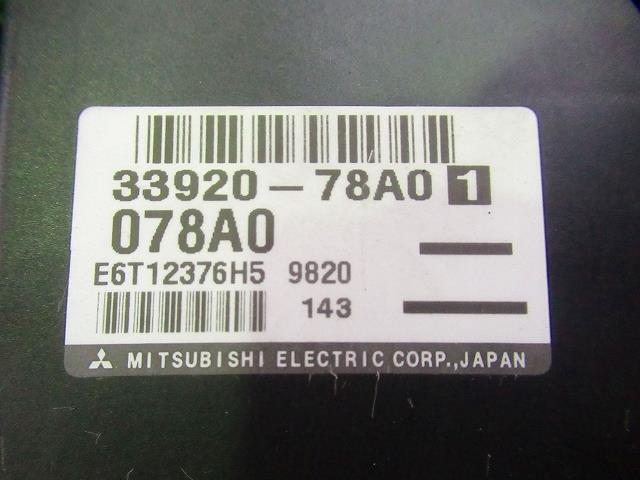 33920-78A0 1
078A0
E6T12376H5 9820
143
MITSUBISHI ELECTRIC CORP.,JAPAN